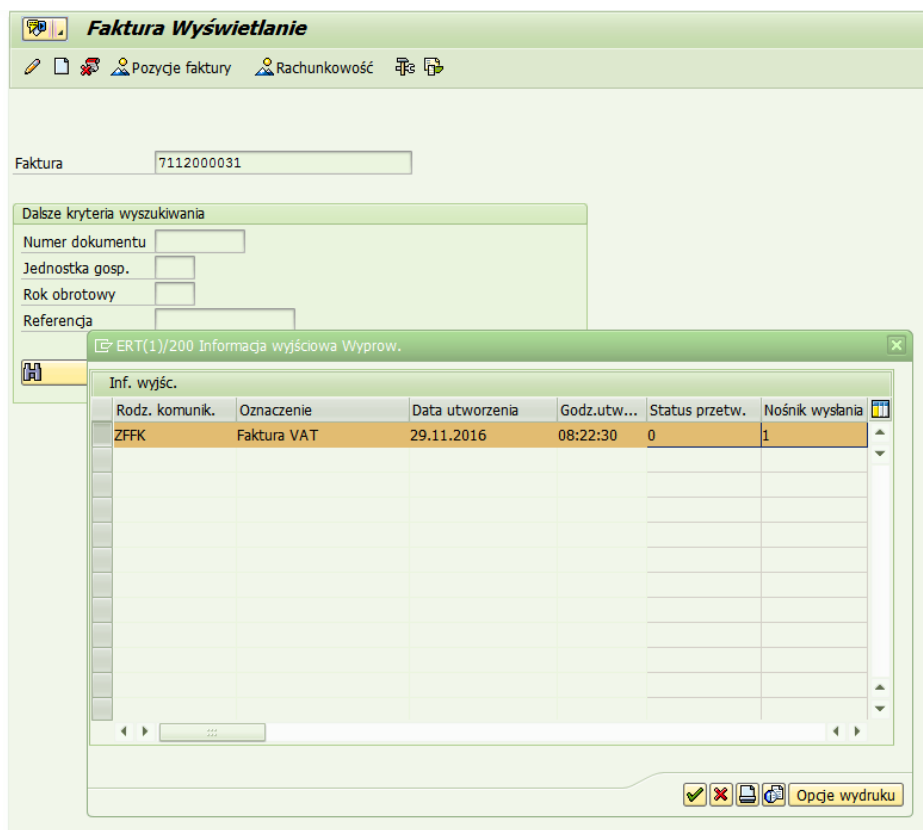 Faktura Wyświetlanie
Pozycje faktury Rachunkowość
Faktura 7112000031
Dalsze kryteria wyszukiwania
Numer dokumentu
Jednostka gosp.
Rok obrotowy
Referencja
ERT(1)/200 Informacja wyjściowa Wyprow.
Inf. wyjśc.
Rodz. komunik. Oznaczenie Data utworzenia Godz.utw... Status przetw. Nośnik wysłania
ZFFK Faktura VAT 29.11.2016 08:22:30 0 1
Opcje wydruku